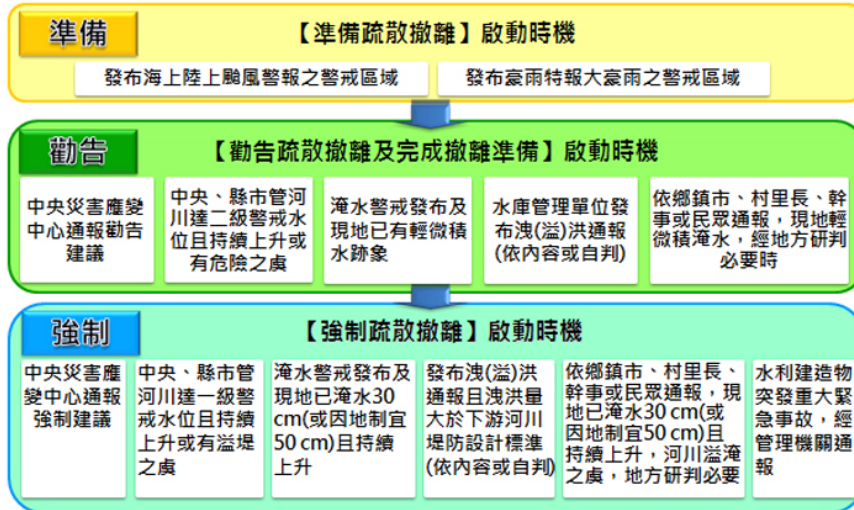 準備
【準備疏散撤離】啟動時機
發布海上陸上颱風警報之警戒區域
發布豪雨特報大豪雨之警戒區域
勸告
【勸告疏散撤離及完成撤離準備】啟動時機
中央災害應變
中心通報勸告
建議
中央、縣市管河
川達二級警戒水
位且持續上升或
有危險之虞
淹水警戒發布及
現地已有輕微積
水跡象
水庫管理單位發
布洩(溢)洪通報
(依內容或自判)
依鄉鎮市、村里長、幹
事或民眾通報，現地輕
微積淹水，經地方研判
必要時
強制
【強制疏散撤離】啟動時機
中央災害應
變中心通報
強制建議
中央、縣市管
河川達一級警
戒水位且持續
上升或有溢堤
之虞
淹水警戒發布及
現地已淹水30
cm(或因地制宜
50 cm)且持續
上升
發布洩(溢)洪
通報且洩洪量
大於下游河川
堤防設計標準
(依內容或自判)
依鄉鎮市、村里長、
幹事或民眾通報，現
地已淹水30 cm(或
因地制宜50 cm)且
持續上升，河川溢淹
之虞，地方研判必要
水利建造物
突發重大緊
急事故，經
管理機關通
報